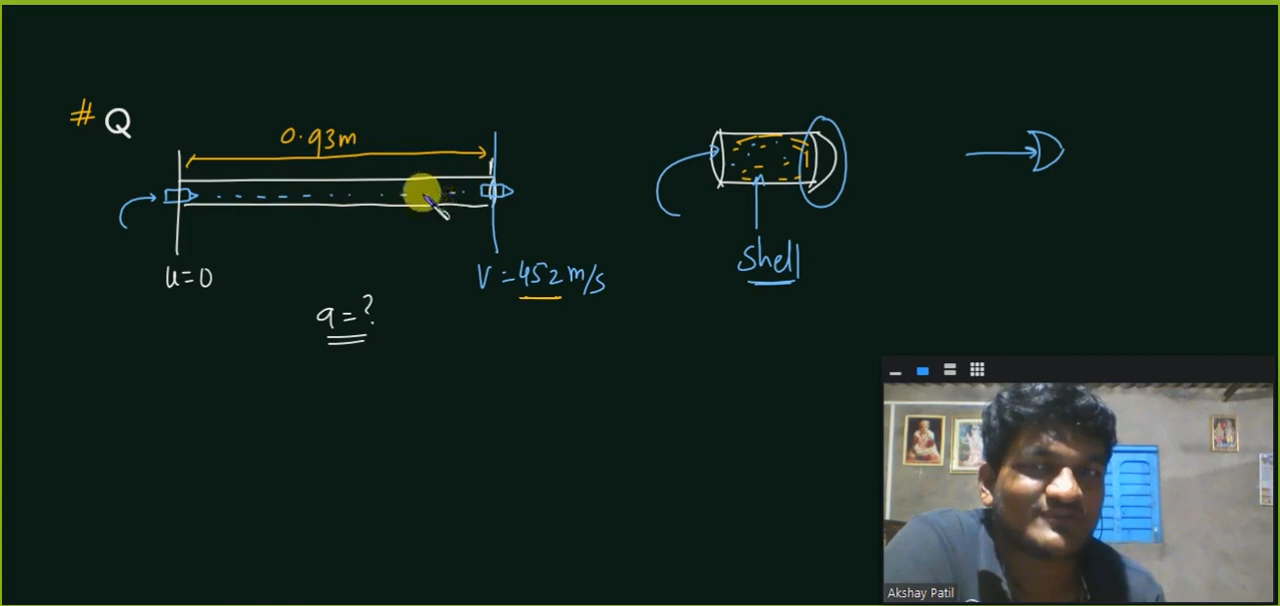 # Q
0.93m
u=0
V=452m/s
a=?
Shell
Akshay Patil